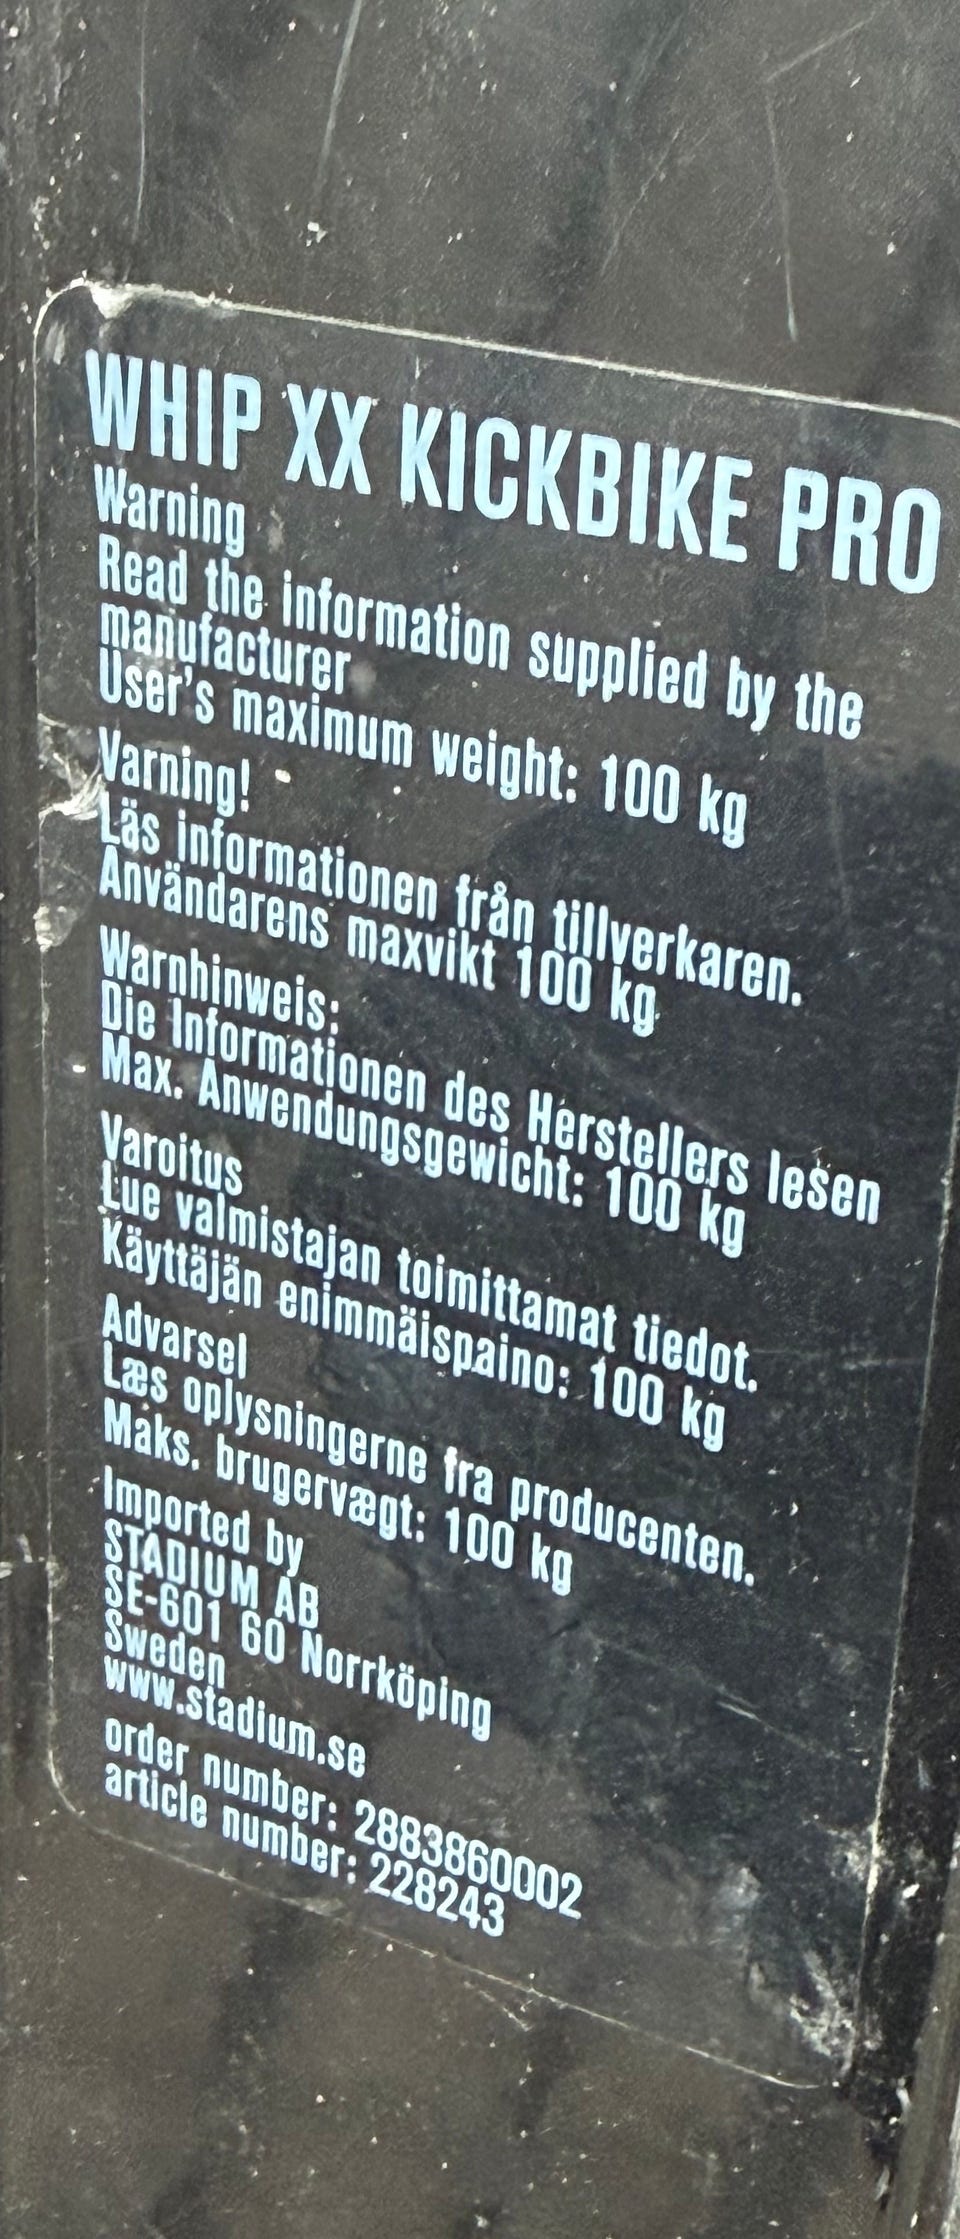 WHIP XX KICKBIKE PRO
Warning
Read the information supplied by the
manufacturer
User's maximum weight: 100 kg
Varning!
Läs informationen från tillverkaren.
Användarens maxvikt 100 kg
Warnhinweis:
Die Informationen des Herstellers lesen
Max. Anwendungsgewicht: 100 kg
Varoitus
Lue valmistajan toimittamat tiedot.
Käyttäjän enimmäispaino: 100 kg
Advarsel
Læs oplysningerne fra producenten.
Maks. brugervægt: 100 kg
Imported by
STADIUM AB
SE-601 60 Norrköping
Sweden
www.stadium.se
order number: 2883860002
article number: 228243